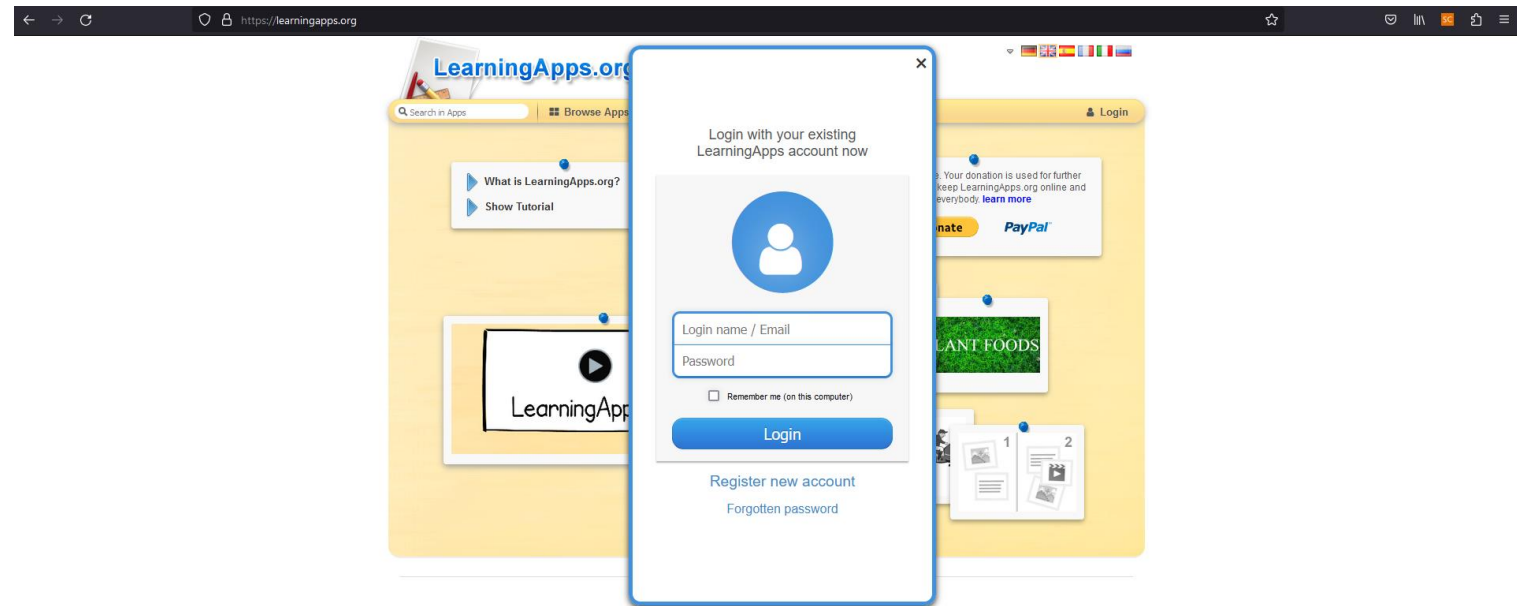 https://learningapps.org
SC
LearningApps.org
Search in Apps
Browse Apps
Login
×
Login with your existing
LearningApps account now
What is LearningApps.org?
Show Tutorial
Your donation is used for further
keep LearningApps.org online and
everybody. learn more
nate
PayPal
LearningApp
Login name / Email
Password
Remember me (on this computer)
Login
Register new account
Forgotten password
LANT FOODS
1
2